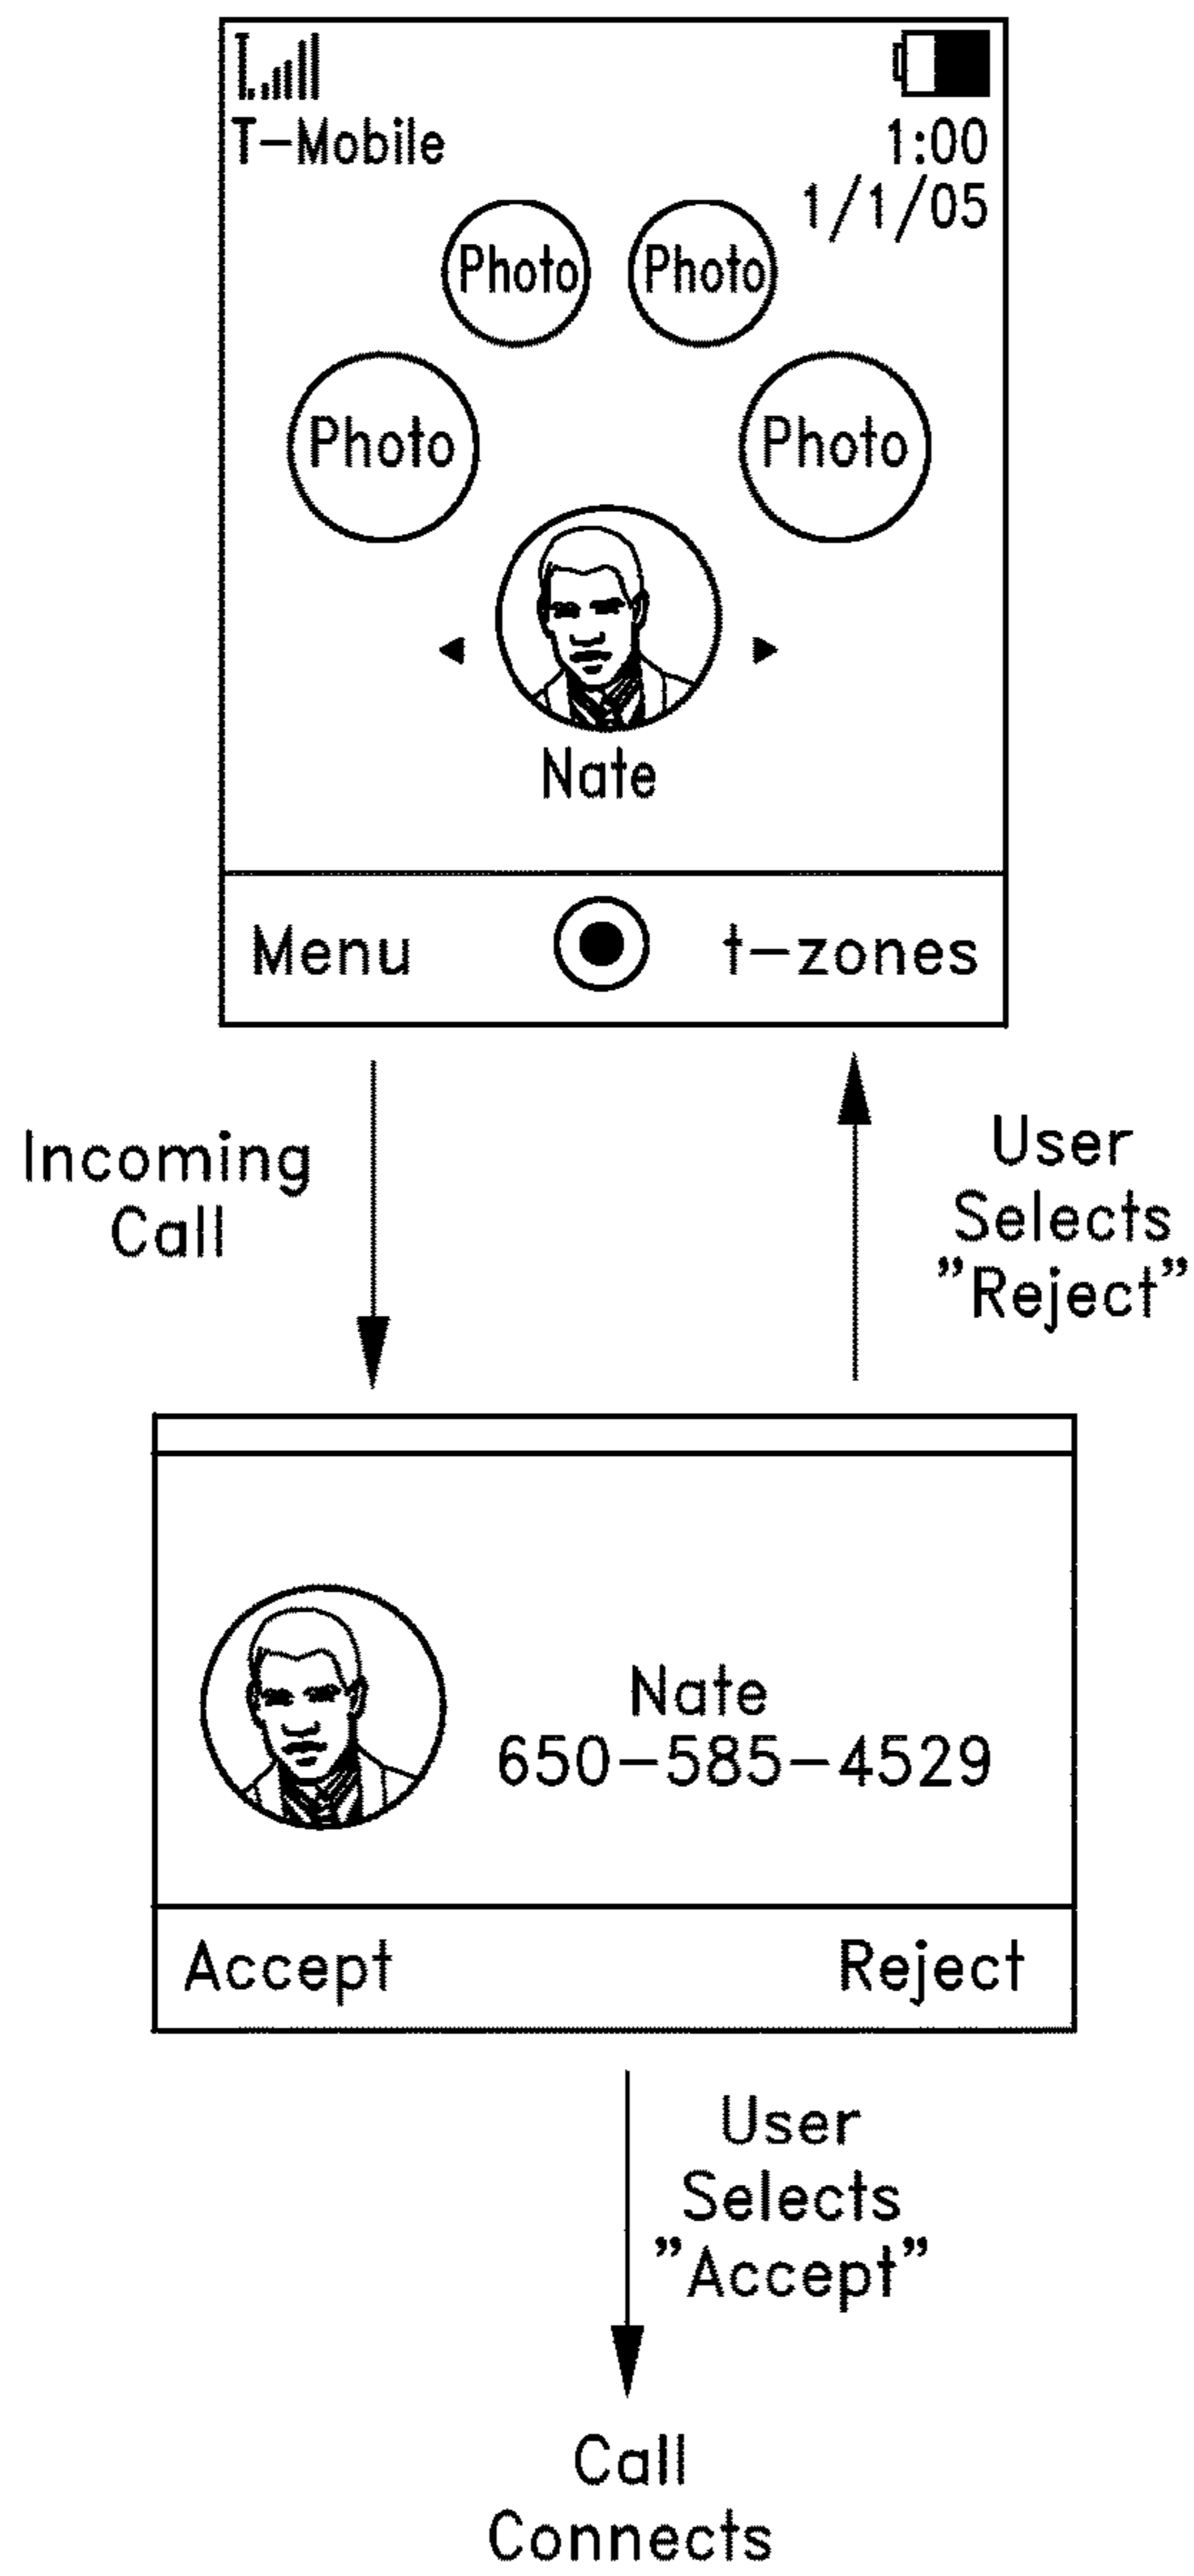 T-Mobile
1:00
1/1/05
Photo Photo
Photo Photo
Nate
Menu t-zones
Incoming
Call
User
Selects
"Reject"
Nate
650-585-4529
Accept Reject
User
Selects
"Accept"
Call
Connects